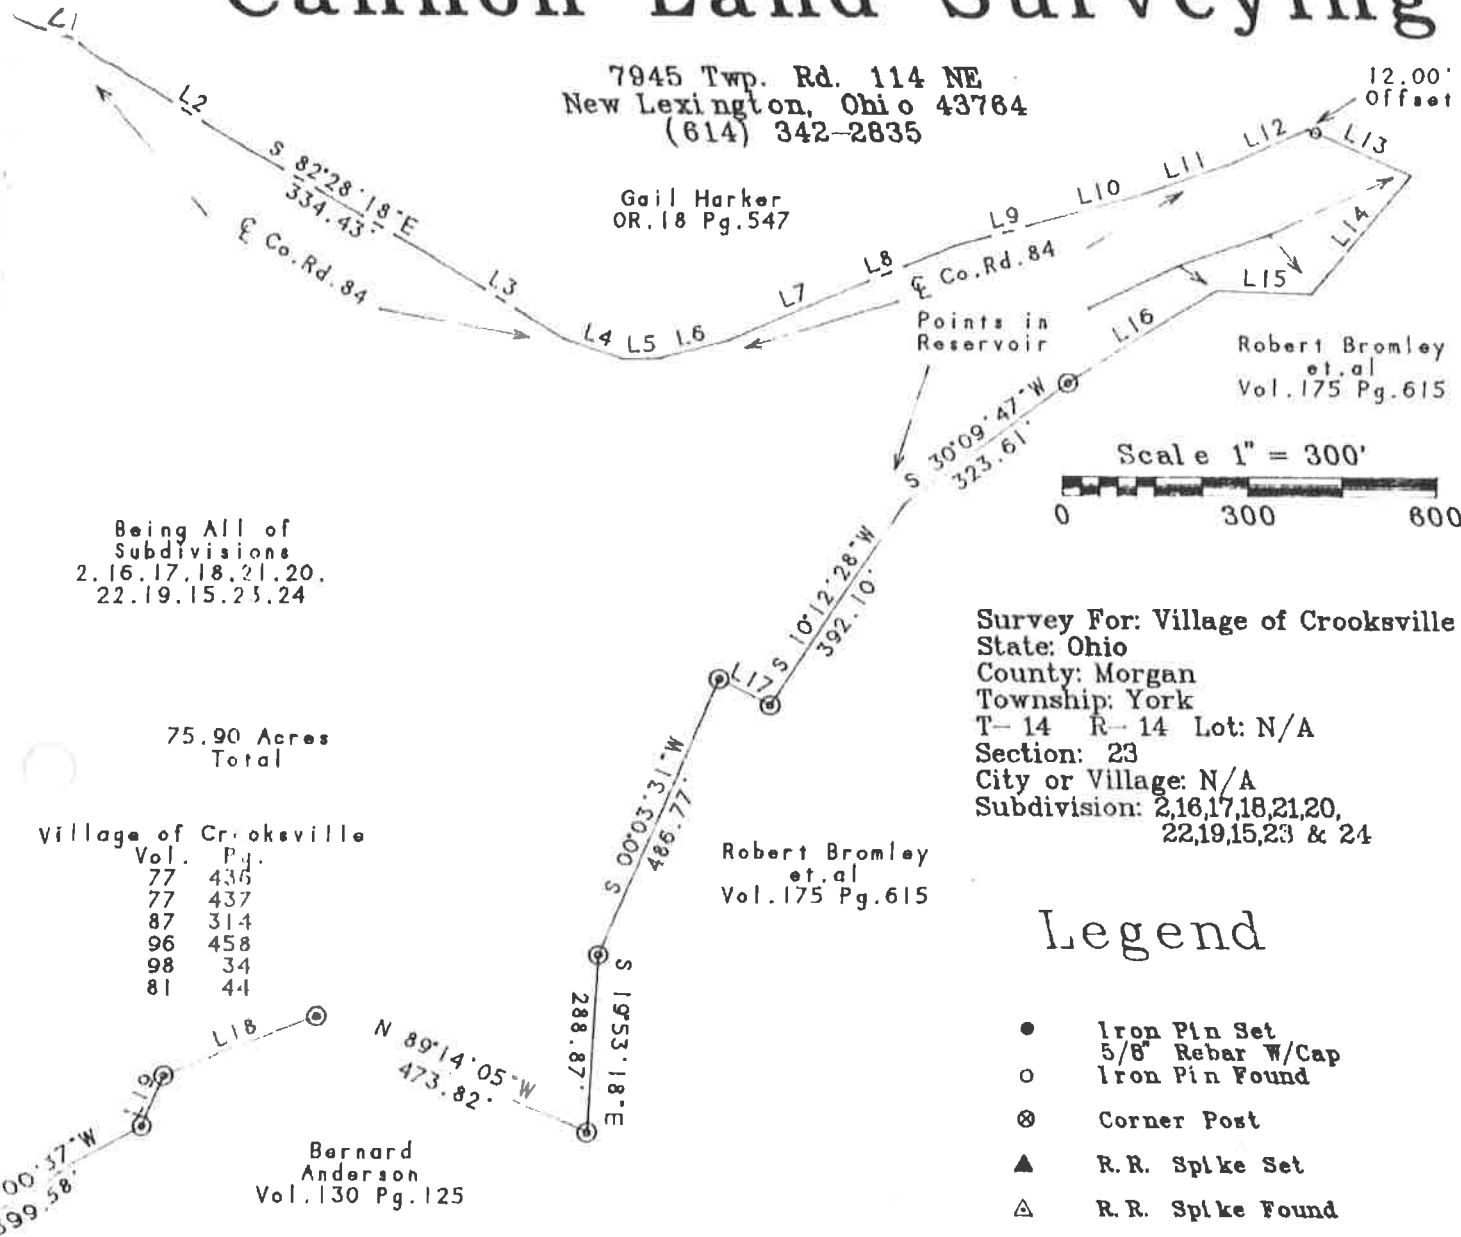 Cannon Land Surveying
7945 Twp. Rd. 114 NE
New Lexington, Ohio 43764
(614) 342-2835
12.00'
Offset
L1
L2
S 82°28'18"E
334.43'
℄ Co.Rd.84
L3
L4
L5
L6
L7
L8
L9
L10
L11
L12
L13
L14
L15
L16
Gail Harker
OR.18 Pg.547
℄ Co.Rd.84
Points in
Reservoir
Robert Bromley
et.al
Vol.175 Pg.615
S 30°09'47"W
323.61'
Scale 1" = 300'
0 300 600
Being All of
Subdivisions
2.16.17.18.21.20.
22.19.15.23.24
S 10°12'28"W
392.10'
L17
Survey For: Village of Crooksville
State: Ohio
County: Morgan
Township: York
T- 14 R- 14 Lot: N/A
Section: 23
City or Village: N/A
Subdivision: 2,16,17,18,21,20,
22,19,15,23 & 24
75.90 Acres
Total
S 00°03'31"W
486.77'
Village of Crooksville
Vol. Pg.
77 436
77 437
87 314
96 458
98 34
81 44
Robert Bromley
et.al
Vol.175 Pg.615
S 19°53'18"E
288.87'
L18
N 89°14'05"W
473.82'
L19
00'37"W
399.58'
Bernard
Anderson
Vol.130 Pg.125
Legend
Iron Pin Set
5/8" Rebar W/Cap
Iron Pin Found
Corner Post
R.R. Spike Set
R.R. Spike Found